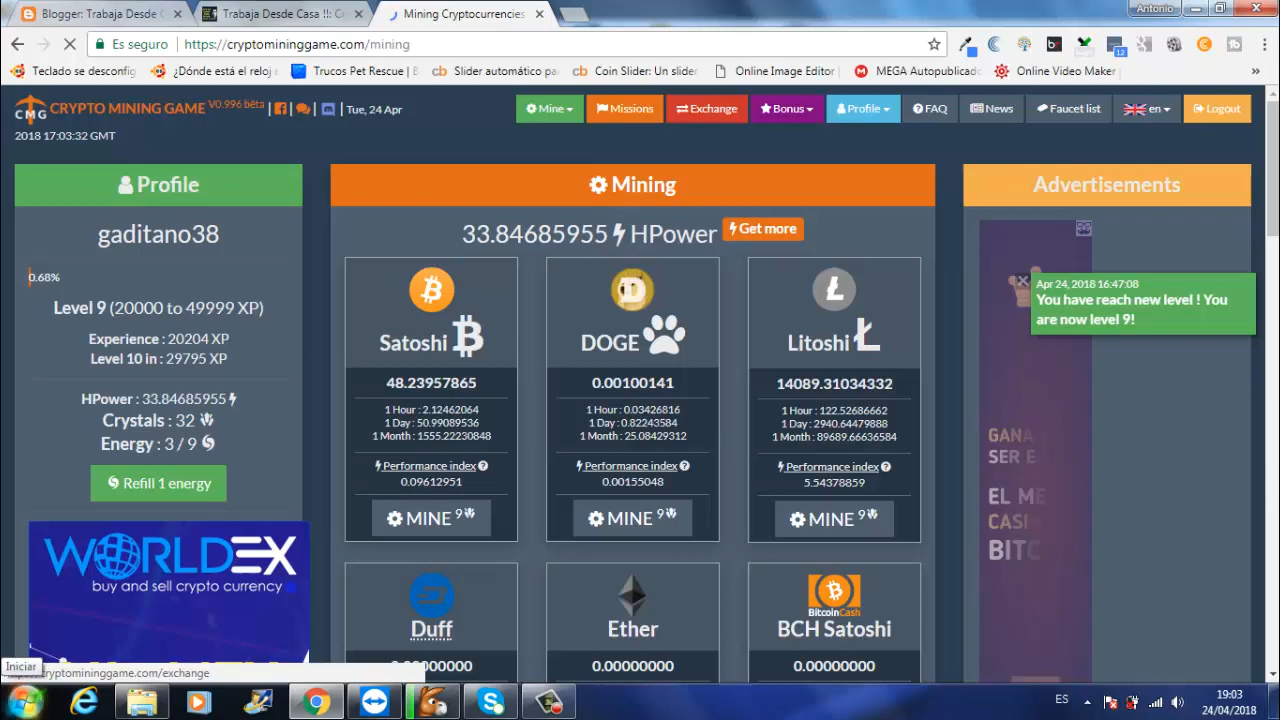 Blogger: Trabaja Desde C
Trabaja Desde Casa !!: C
Mining Cryptocurrencies
Antonio
Es seguro
https://cryptomininggame.com/mining
12
Teclado se desconfig
¿Dónde está el reloj
Trucos Pet Rescue |
Slider automático pa
Coin Slider: Un slider
Online Image Editor
MEGA Autopublicado
Online Video Maker
»
CMG CRYPTO MINING GAME V0.996 bêta
Tue, 24 Apr
2018 17:03:32 GMT
Mine
Missions
Exchange
Bonus
Profile
FAQ
News
Faucet list
en
Logout
Profile
gaditano38
0.68%
Level 9 (20000 to 49999 XP)
Experience : 20204 XP
Level 10 in : 29795 XP
HPower : 33.84685955
Crystals : 32
Energy : 3 / 9
Refill 1 energy
WORLDEX
buy and sell crypto currency
Mining
33.84685955 HPower
Get more
Satoshi
48.23957865
1 Hour : 2.12462064
1 Day : 50.99089536
1 Month : 1555.22230848
Performance index
0.09612951
MINE 9
DOGE
0.00100141
1 Hour : 0.03426816
1 Day : 0.82243584
1 Month : 25.08429312
Performance index
0.00155048
MINE 9
Litoshi
14089.31034332
1 Hour : 122.52686662
1 Day : 2940.64479888
1 Month : 89689.66636584
Performance index
5.54378859
MINE 9
Duff
0.00000000
Ether
0.00000000
BitcoinCash
BCH Satoshi
0.00000000
Advertisements
Apr 24, 2018 16:47:08
You have reach new level ! You
are now level 9!
GANA
SER E
EL ME
CASI
BITC
Iniciar
cryptomininggame.com/exchange
ES
19:03
24/04/2018